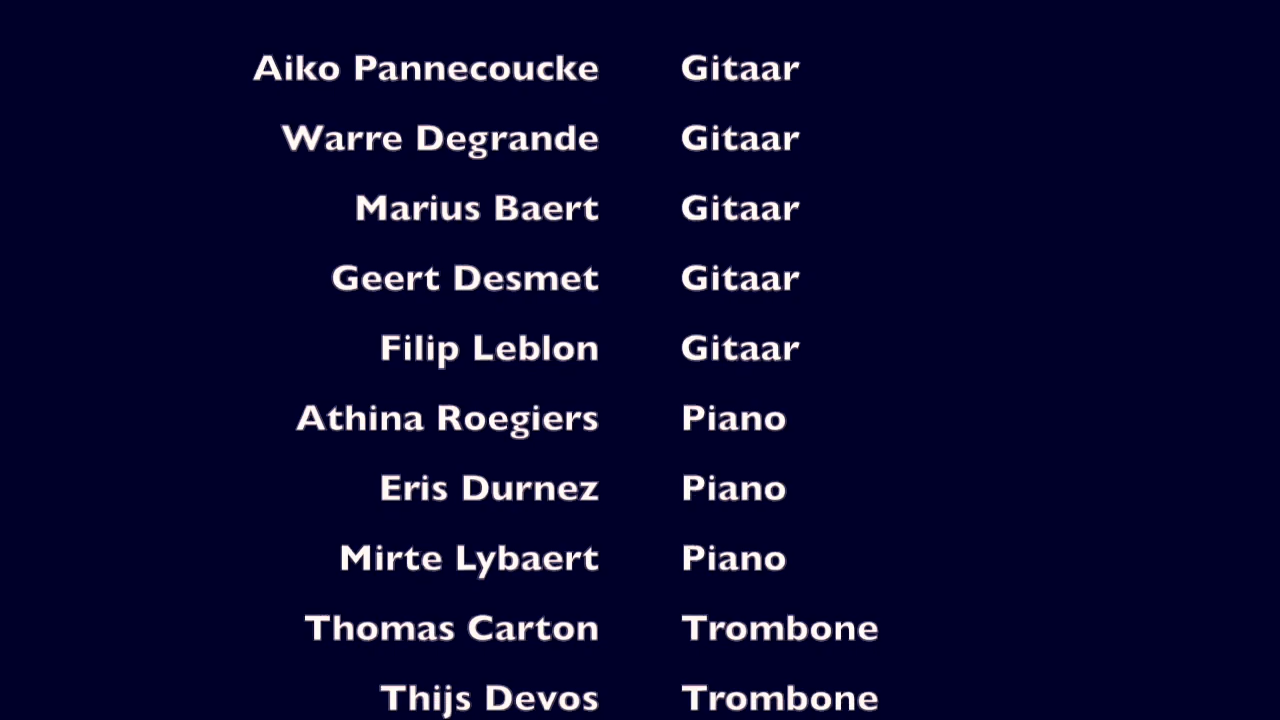 Aiko Pannecoucke Gitaar
Warre Degrande Gitaar
Marius Baert Gitaar
Geert Desmet Gitaar
Filip Leblon Gitaar
Athina Roegiers Piano
Eris Durnez Piano
Mirte Lybaert Piano
Thomas Carton Trombone
Thijs Devos Trombone